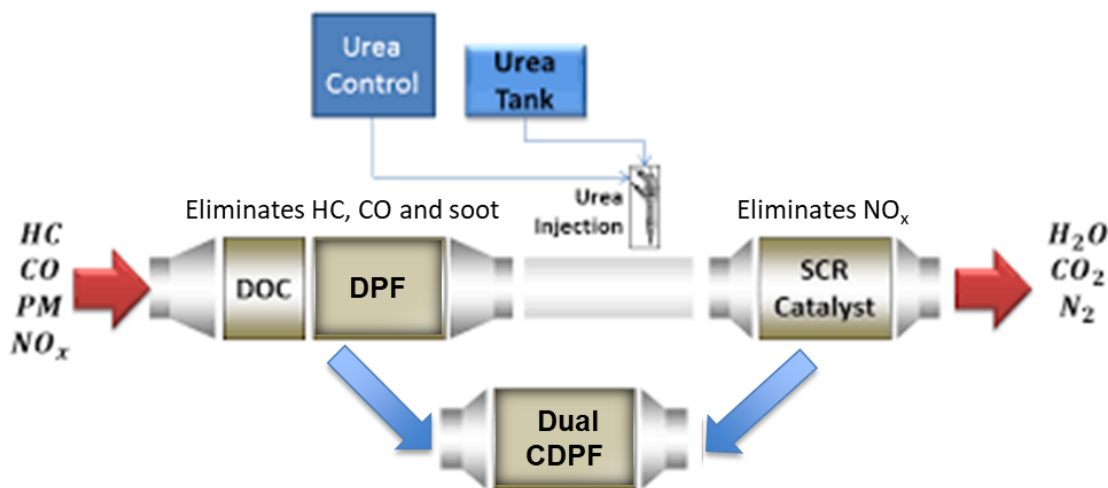 Urea
Control
Urea
Tank
Urea
Injection
Eliminates HC, CO and soot
Eliminates NOₓ
HC
CO
PM
NOₓ
DOC
DPF
SCR
Catalyst
H₂O
CO₂
N₂
Dual
CDPF